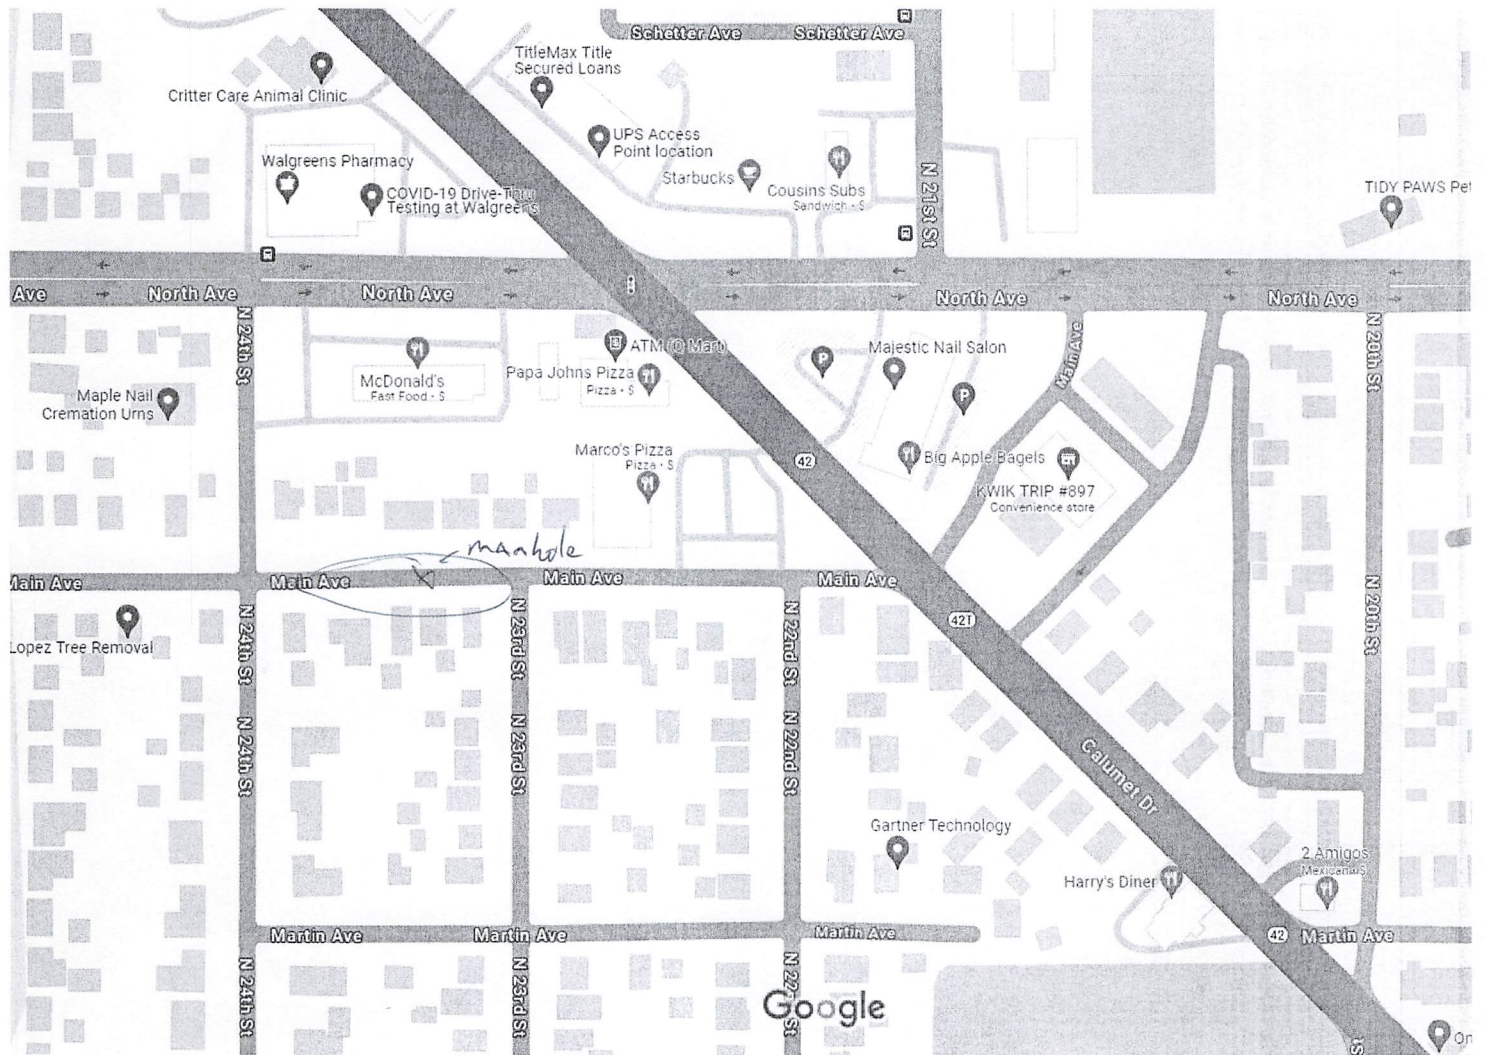 Schetter Ave
Schetter Ave
TitleMax Title
Secured Loans
Critter Care Animal Clinic
UPS Access
Point location
Walgreens Pharmacy
Starbucks
COVID-19 Drive-Thru
Testing at Walgreens
Cousins Subs
Sandwich · $
N 21st St
TIDY PAWS Pet
Ave
North Ave
North Ave
North Ave
North Ave
N 24th St
ATM (Q Mart)
Majestic Nail Salon
Main Ave
N 20th St
Papa Johns Pizza
Pizza · $
McDonald's
Fast Food · $
Maple Nail
Cremation Urns
Marco's Pizza
Pizza · $
42
Big Apple Bagels
KWIK TRIP #897
Convenience store
manhole
Main Ave
Main Ave
Main Ave
Main Ave
N 20th St
Lopez Tree Removal
N 24th St
N 23rd St
N 22nd St
42T
N 24th St
N 23rd St
N 22nd St
Calumet Dr
Gartner Technology
2 Amigos
Mexican · $
Harry's Diner
Martin Ave
Martin Ave
Martin Ave
42
Martin Ave
N 24th St
N 23rd St
N 22
St
Google
St
On